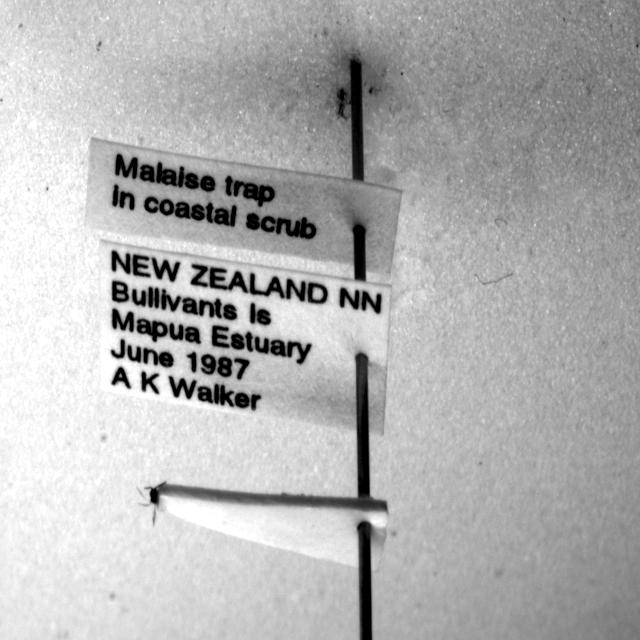 Malaise trap
in coastal scrub
NEW ZEALAND NN
Bullivants Is
Mapua Estuary
June 1987
A K Walker